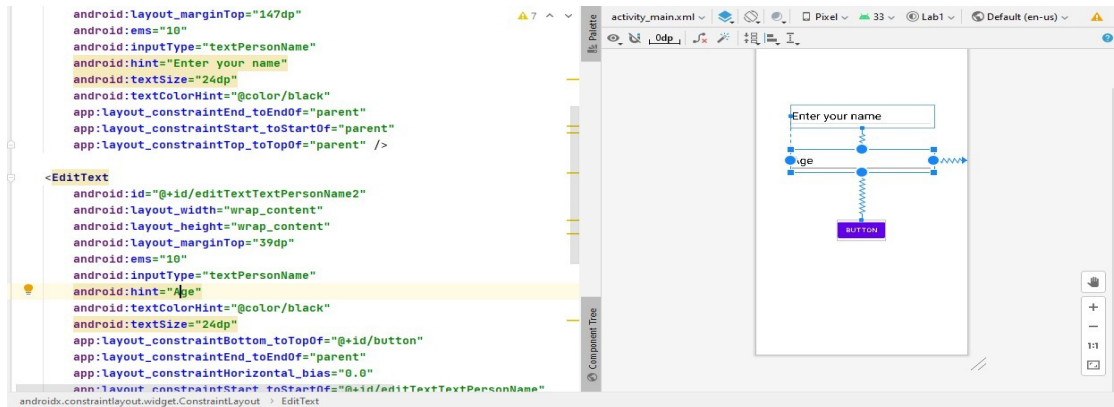 android:layout_marginTop="147dp"
android:ems="10"
android:inputType="textPersonName"
android:hint="Enter your name"
android:textSize="24dp"
android:textColorHint="@color/black"
app:layout_constraintEnd_toEndOf="parent"
app:layout_constraintStart_toStartOf="parent"
app:layout_constraintTop_toTopOf="parent" />
<EditText
android:id="@+id/editTextTextPersonName2"
android:layout_width="wrap_content"
android:layout_height="wrap_content"
android:layout_marginTop="39dp"
android:ems="10"
android:inputType="textPersonName"
android:hint="Age"
android:textColorHint="@color/black"
android:textSize="24dp"
app:layout_constraintBottom_toTopOf="@+id/button"
app:layout_constraintEnd_toEndOf="parent"
app:layout_constraintHorizontal_bias="0.0"
app:layout_constraintStart_toStartOf="@+id/editTextTextPersonName"
androidx.constraintlayout.widget.ConstraintLayout > EditText
7
Palette
Component Tree
activity_main.xml Pixel 33 Lab1 Default (en-us)
0dp
Enter your name
Age
BUTTON
1:1